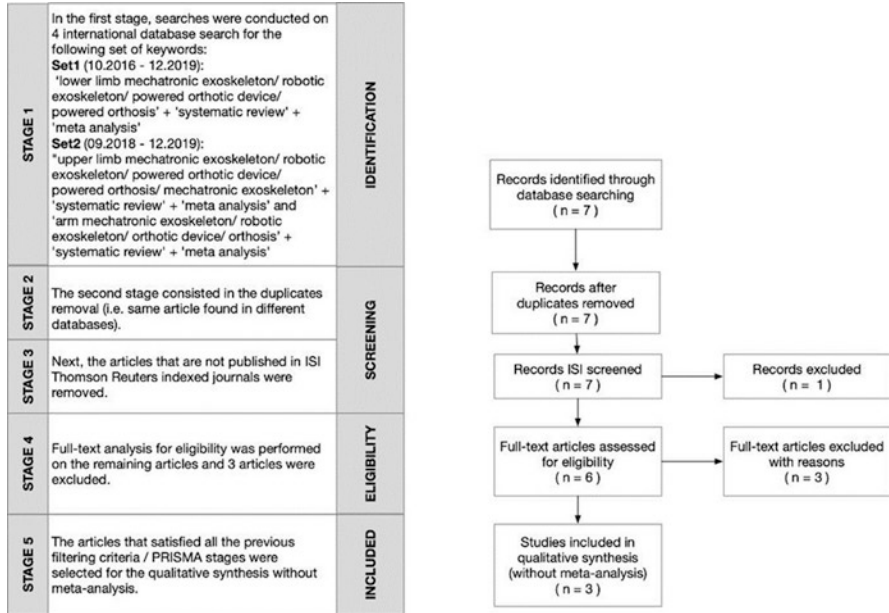 STAGE 1
In the first stage, searches were conducted on
4 international database search for the
following set of keywords:
Set1 (10.2016 - 12.2019):
'lower limb mechatronic exoskeleton/ robotic
exoskeleton/ powered orthotic device/
powered orthosis' + 'systematic review' +
'meta analysis'
Set2 (09.2018 - 12.2019):
"upper limb mechatronic exoskeleton/ robotic
exoskeleton/ powered orthotic device/
powered orthosis/ mechatronic exoskeleton' +
'systematic review' + 'meta analysis' and
'arm mechatronic exoskeleton/ robotic
exoskeleton/ orthotic device/ orthosis' +
'systematic review' + 'meta analysis'
IDENTIFICATION
STAGE 2
The second stage consisted in the duplicates
removal (i.e. same article found in different
databases).
SCREENING
STAGE 3
Next, the articles that are not published in ISI
Thomson Reuters indexed journals were
removed.
STAGE 4
Full-text analysis for eligibility was performed
on the remaining articles and 3 articles were
excluded.
ELIGIBILITY
STAGE 5
The articles that satisfied all the previous
filtering criteria / PRISMA stages were
selected for the qualitative synthesis without
meta-analysis.
INCLUDED
Records identified through
database searching
( n = 7 )
Records after
duplicates removed
( n = 7 )
Records ISI screened
( n = 7 )
Records excluded
( n = 1 )
Full-text articles assessed
for eligibility
( n = 6 )
Full-text articles excluded
with reasons
( n = 3 )
Studies included in
qualitative synthesis
(without meta-analysis)
( n = 3 )